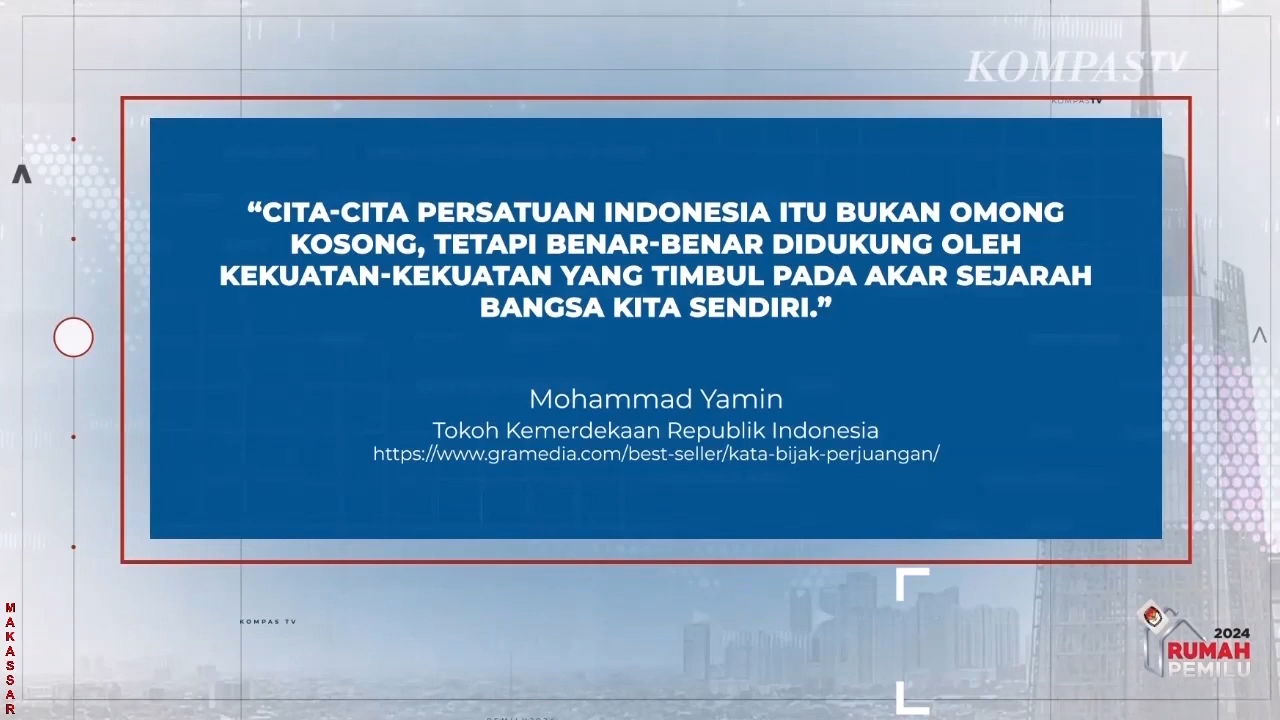 KOMPASTV
KOMPASTV
“CITA-CITA PERSATUAN INDONESIA ITU BUKAN OMONG
KOSONG, TETAPI BENAR-BENAR DIDUKUNG OLEH
KEKUATAN-KEKUATAN YANG TIMBUL PADA AKAR SEJARAH
BANGSA KITA SENDIRI.”
Mohammad Yamin
Tokoh Kemerdekaan Republik Indonesia
https://www.gramedia.com/best-seller/kata-bijak-perjuangan/
MAKASSAR
KOMPAS TV
2024
RUMAH
PEMILU